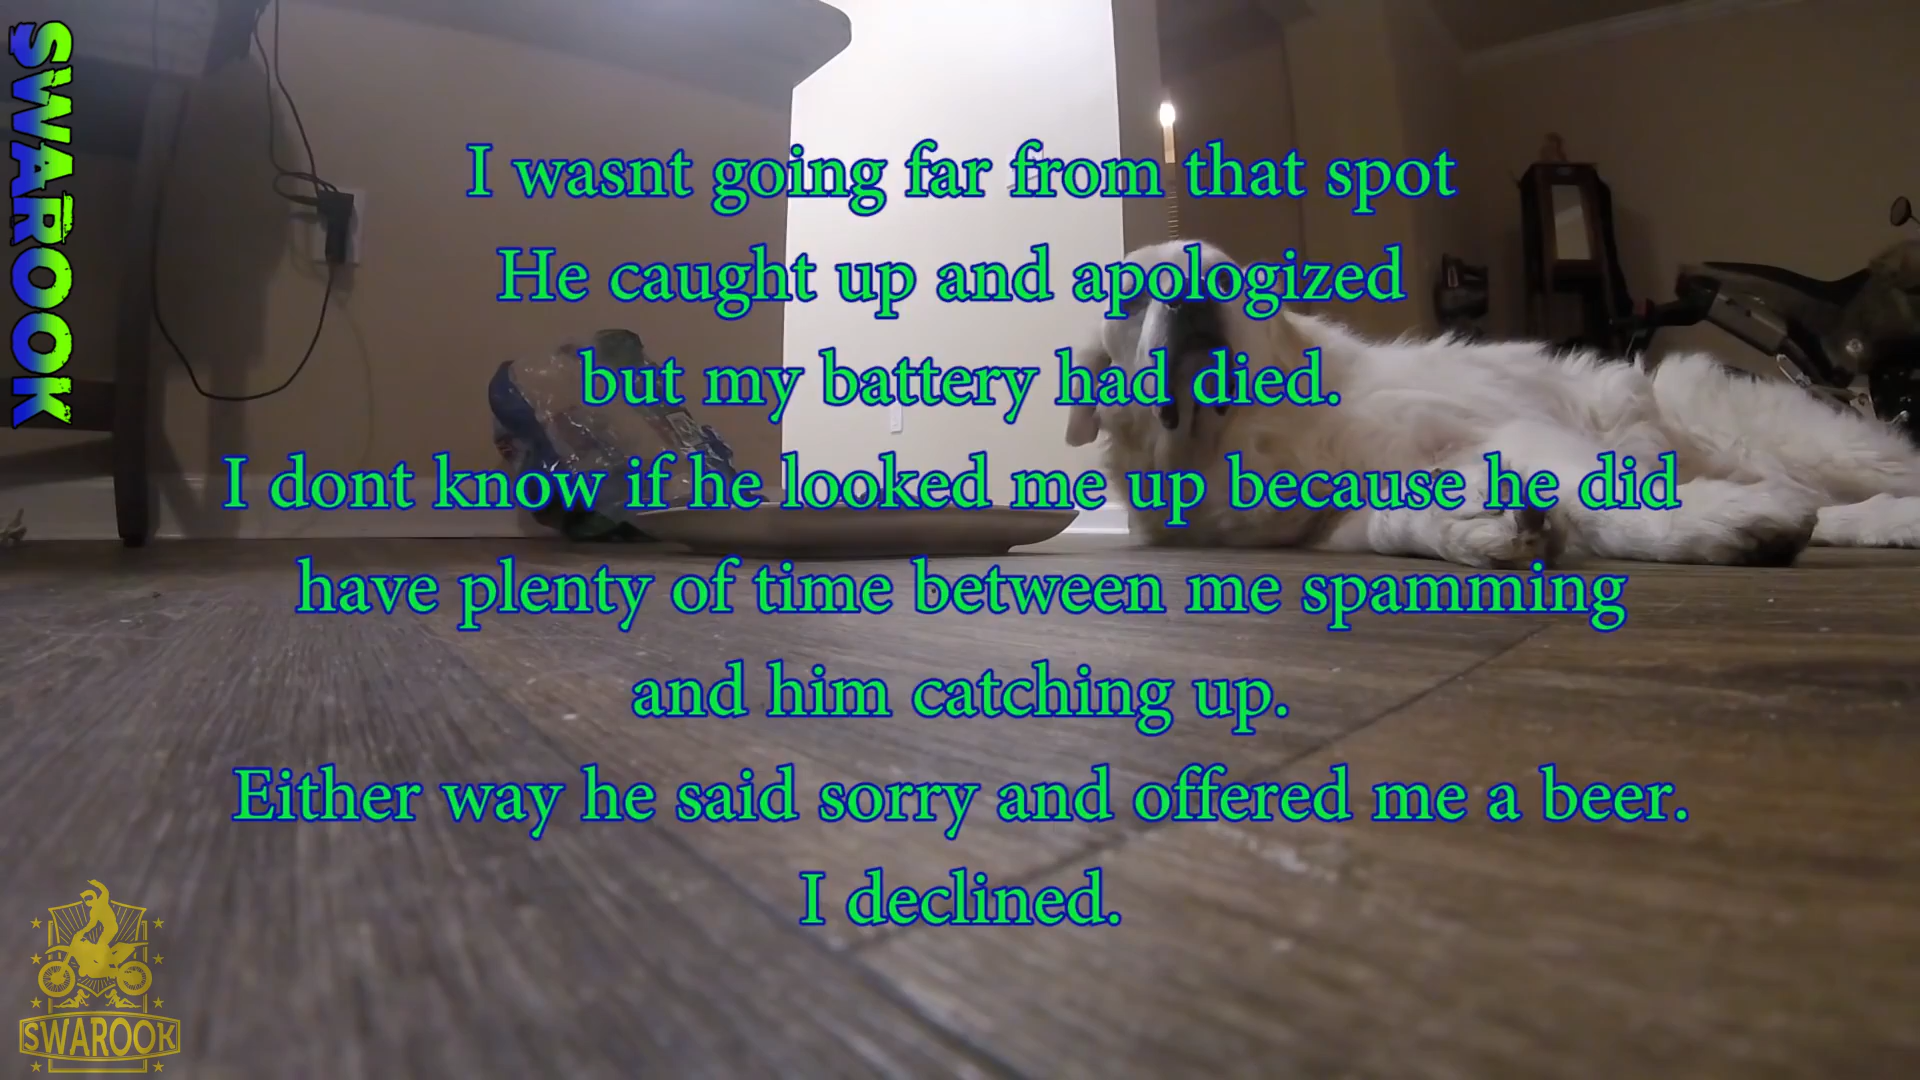 SWAROOK
I wasnt going far from that spot
He caught up and apologized
but my battery had died.
I dont know if he looked me up because he did
have plenty of time between me spamming
and him catching up.
Either way he said sorry and offered me a beer.
I declined.
SWAROOK